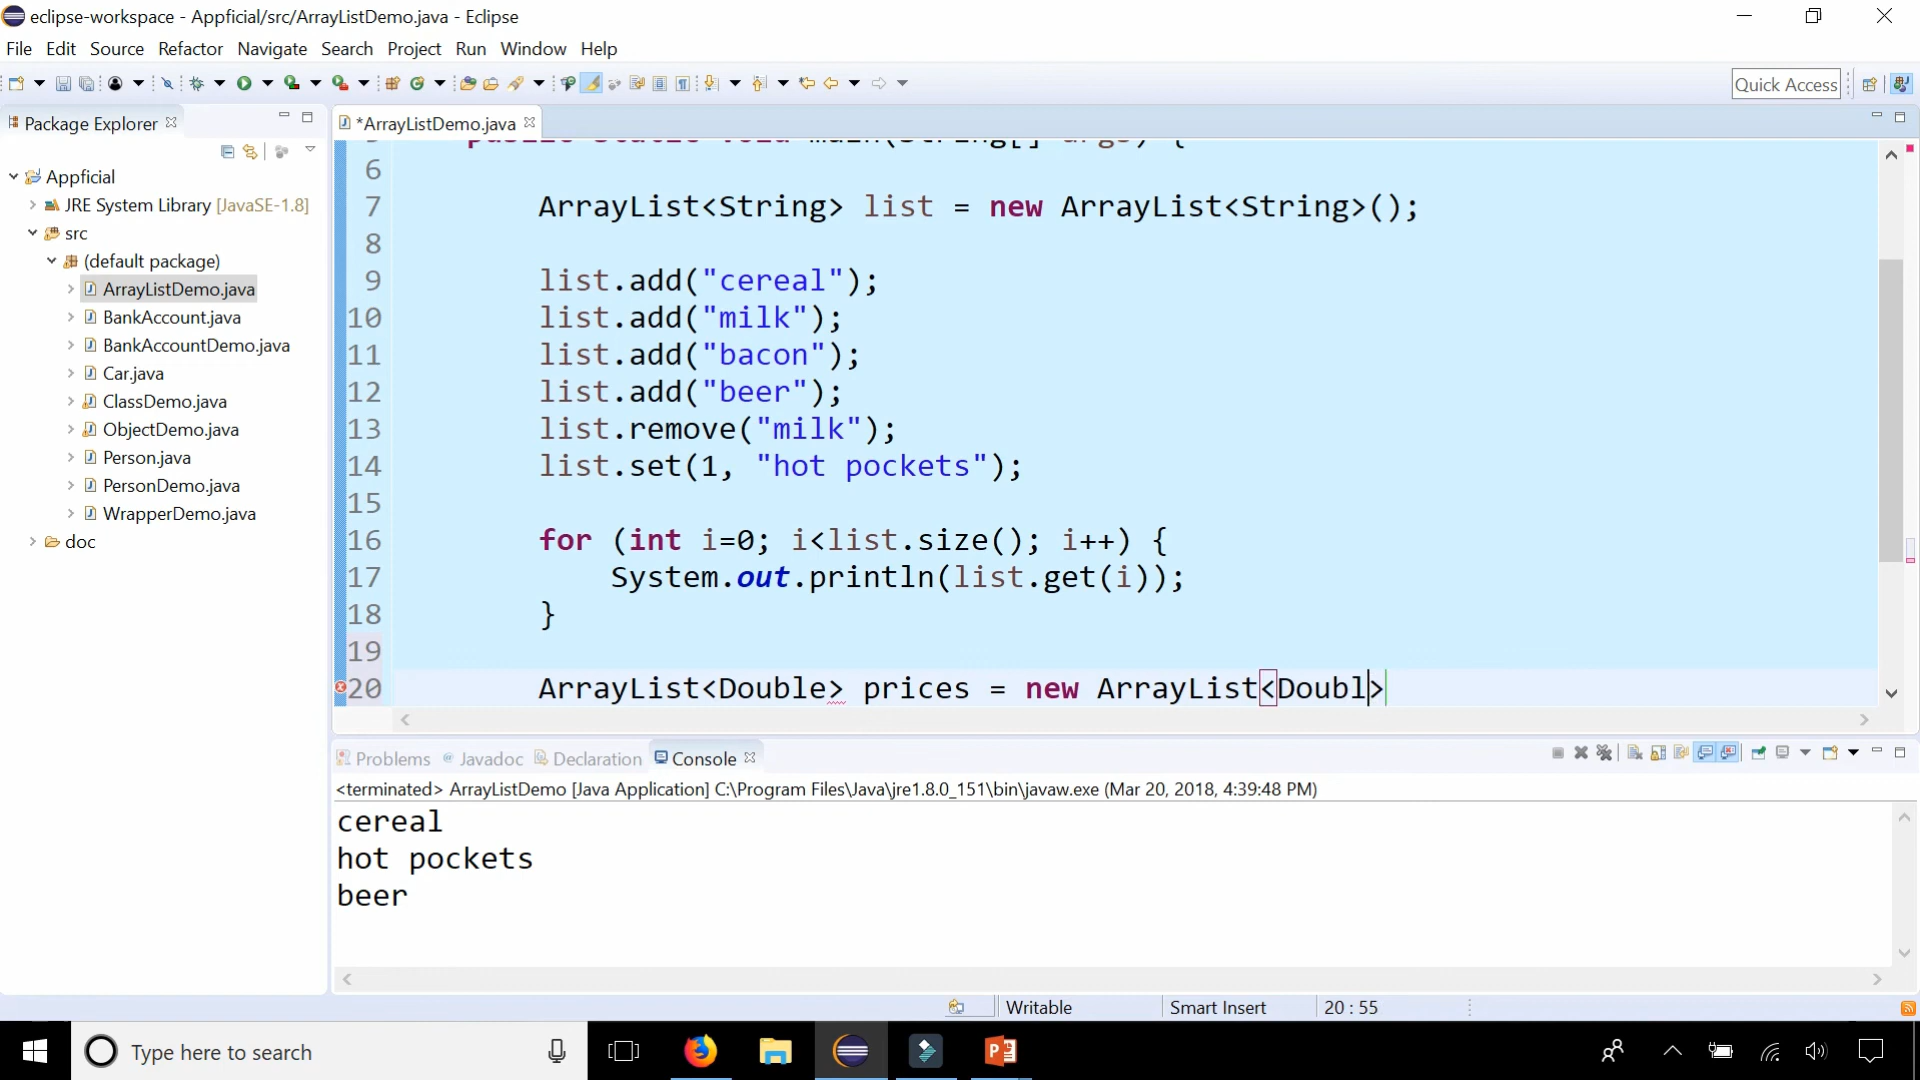 eclipse-workspace - Appficial/src/ArrayListDemo.java - Eclipse
File Edit Source Refactor Navigate Search Project Run Window Help
Quick Access
Package Explorer
*ArrayListDemo.java
Appficial
JRE System Library [JavaSE-1.8]
src
(default package)
ArrayListDemo.java
BankAccount.java
BankAccountDemo.java
Car.java
ClassDemo.java
ObjectDemo.java
Person.java
PersonDemo.java
WrapperDemo.java
doc
public static void main(String[] args) {
6
7 ArrayList<String> list = new ArrayList<String>();
8
9 list.add("cereal");
10 list.add("milk");
11 list.add("bacon");
12 list.add("beer");
13 list.remove("milk");
14 list.set(1, "hot pockets");
15
16 for (int i=0; i<list.size(); i++) {
17 System.out.println(list.get(i));
18 }
19
20 ArrayList<Double> prices = new ArrayList<Doubl>
Problems Javadoc Declaration Console
<terminated> ArrayListDemo [Java Application] C:\Program Files\Java\jre1.8.0_151\bin\javaw.exe (Mar 20, 2018, 4:39:48 PM)
cereal
hot pockets
beer
Writable Smart Insert 20 : 55
Type here to search